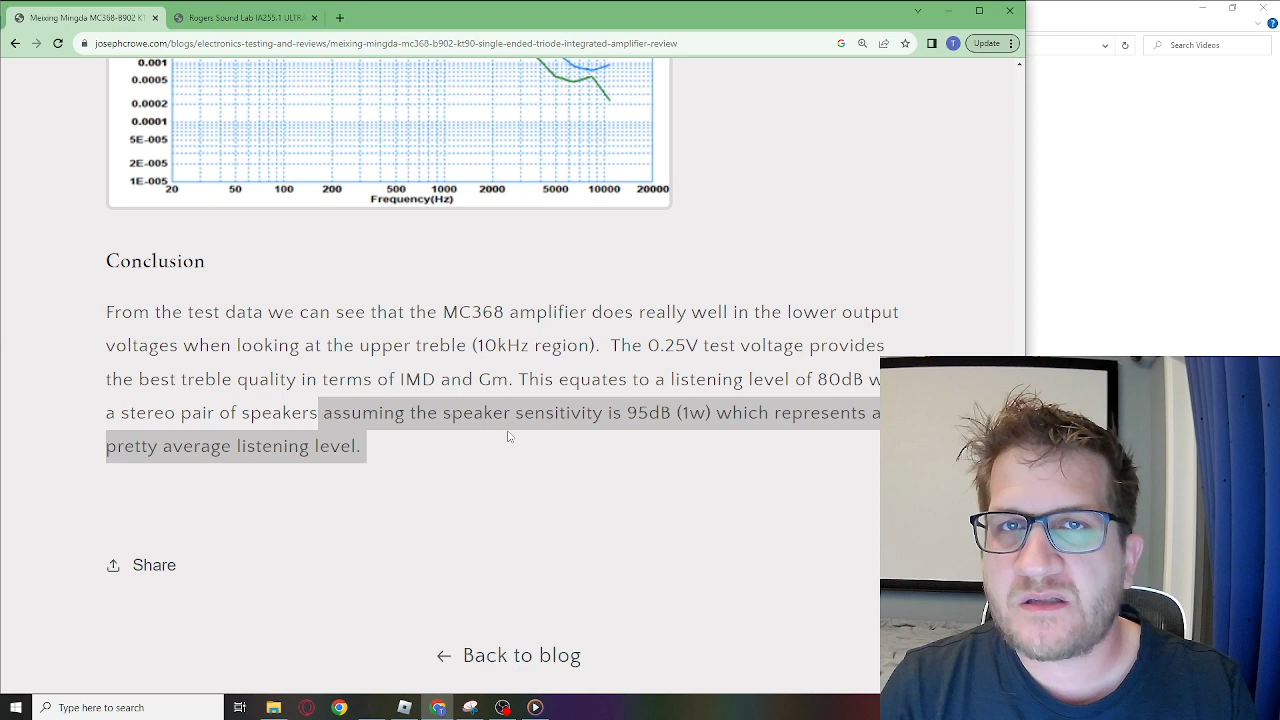 Meixing Mingda MC368-B902 KT
Rogers Sound Lab IA255.1 ULTRA
josephcrowe.com/blogs/electronics-testing-and-reviews/meixing-mingda-mc368-b902-kt90-single-ended-triode-integrated-amplifier-review
T
Update
Search Videos
0.001
0.0005
0.0002
0.0001
5E-005
2E-005
1E-005
20 50 100 200 500 1000 2000 5000 10000 20000
Frequency(Hz)
Conclusion
From the test data we can see that the MC368 amplifier does really well in the lower output
voltages when looking at the upper treble (10kHz region). The 0.25V test voltage provides
the best treble quality in terms of IMD and Gm. This equates to a listening level of 80dB w
a stereo pair of speakers assuming the speaker sensitivity is 95dB (1w) which represents a
pretty average listening level.
Share
Back to blog
Type here to search